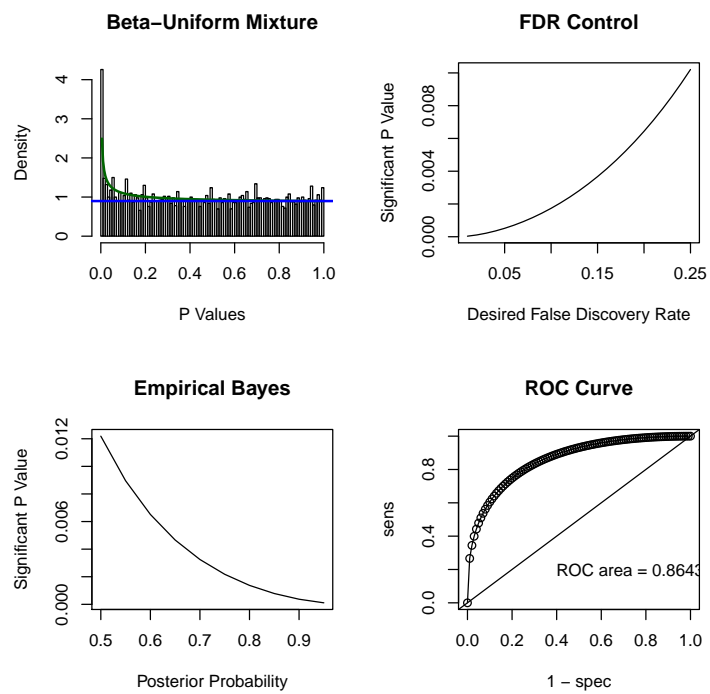 Beta−Uniform Mixture
Density
0
1
2
3
4
0.0 0.2 0.4 0.6 0.8 1.0
P Values
FDR Control
Significant P Value
0.000
0.004
0.008
0.05 0.15 0.25
Desired False Discovery Rate
Empirical Bayes
Significant P Value
0.000
0.006
0.012
0.5 0.6 0.7 0.8 0.9
Posterior Probability
ROC Curve
sens
0.0
0.4
0.8
ROC area = 0.8643
0.0 0.2 0.4 0.6 0.8 1.0
1 − spec